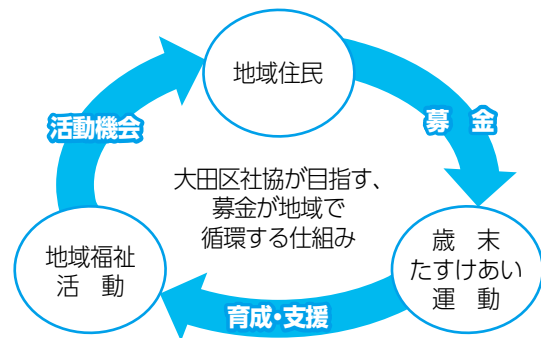 地域住民
活動機会
募　金
大田区社協が目指す、
募金が地域で
循環する仕組み
地域福祉
活　動
歳　末
たすけあい
運　動
育成・支援